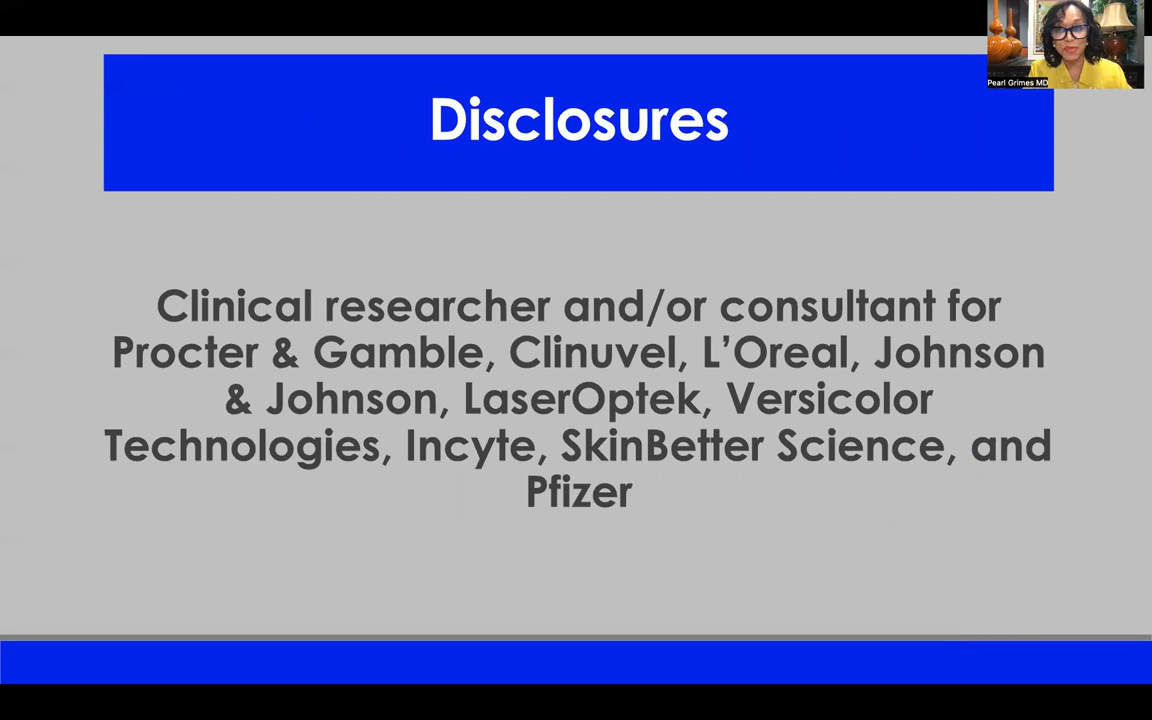 Pearl Grimes MD
Disclosures
Clinical researcher and/or consultant for
Procter & Gamble, Clinuvel, L’Oreal, Johnson
& Johnson, LaserOptek, Versicolor
Technologies, Incyte, SkinBetter Science, and
Pfizer